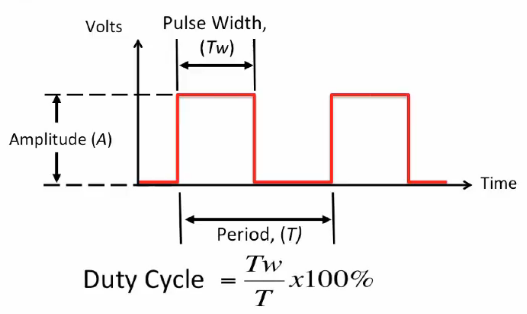 Volts
Pulse Width,
(Tw)
Amplitude (A)
Time
Period, (T)
Duty Cycle = Tw/T x100%